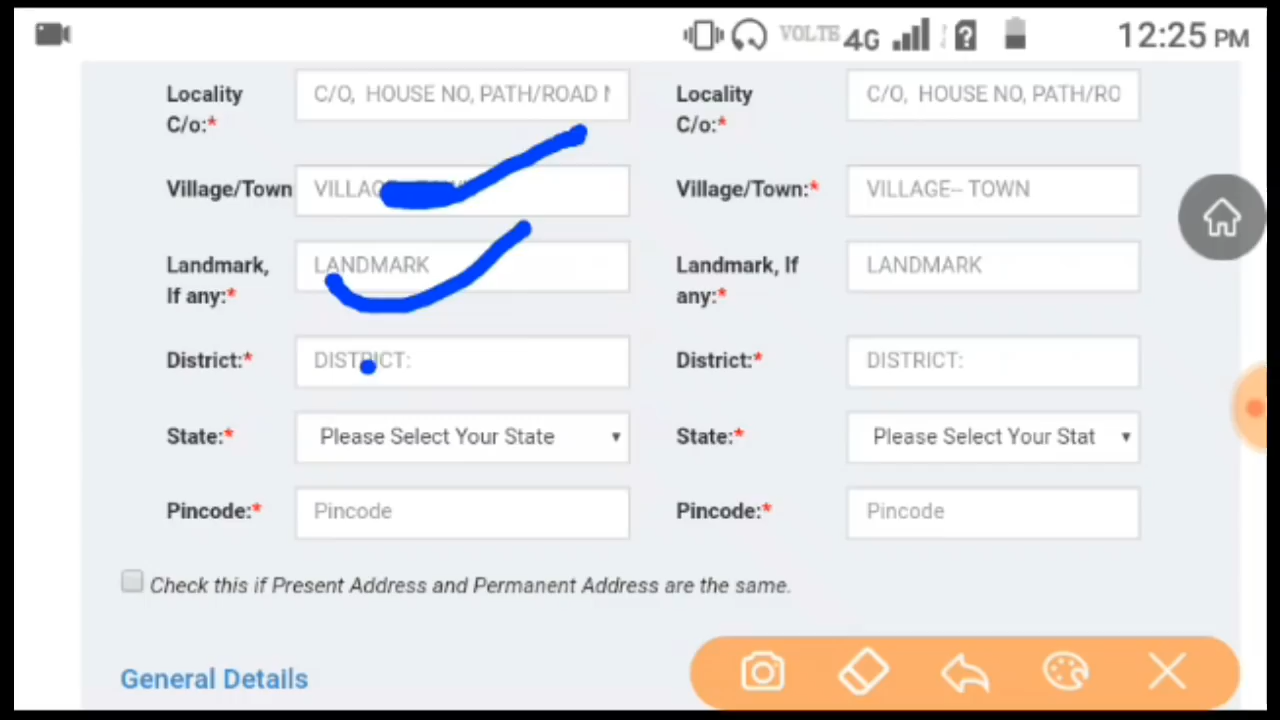 VOLTE 4G 12:25 PM
Locality C/o:* C/O, HOUSE NO, PATH/ROAD Locality C/o:* C/O, HOUSE NO, PATH/RO
Village/Town Village/Town:* VILLAGE-- TOWN
Landmark, If any:* LANDMARK Landmark, If any:* LANDMARK
District:* DISTRICT: District:* DISTRICT:
State:* Please Select Your State State:* Please Select Your Stat
Pincode:* Pincode Pincode:* Pincode
Check this if Present Address and Permanent Address are the same.
General Details